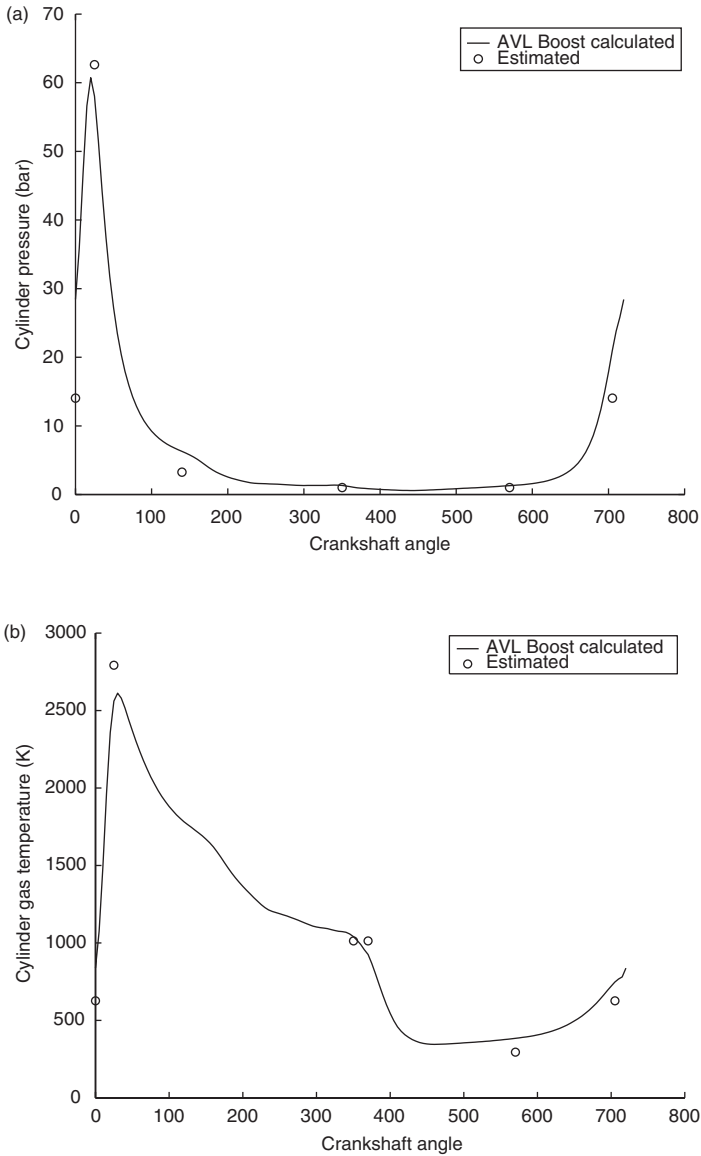 (a)
70
60
50
40
30
20
10
0
Cylinder pressure (bar)
AVL Boost calculated
Estimated
0 100 200 300 400 500 600 700 800
Crankshaft angle
(b)
3000
2500
2000
1500
1000
500
0
Cylinder gas temperature (K)
AVL Boost calculated
Estimated
0 100 200 300 400 500 600 700 800
Crankshaft angle